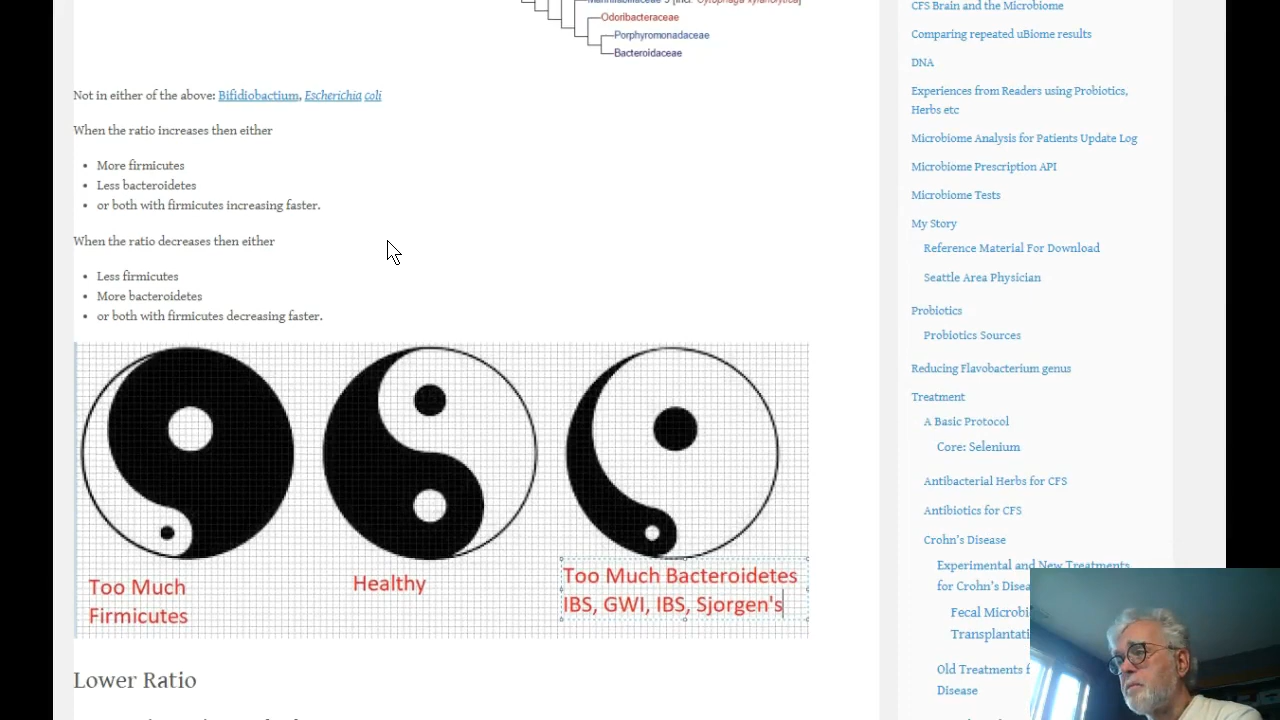 Odoribacteraceae
Porphyromonadaceae
Bacteroidaceae
Not in either of the above: Bifidiobactium, Escherichia coli
When the ratio increases then either
• More firmicutes
• Less bacteroidetes
• or both with firmicutes increasing faster.
When the ratio decreases then either
• Less firmicutes
• More bacteroidetes
• or both with firmicutes decreasing faster.
Too Much
Firmicutes
Healthy
Too Much Bacteroidetes
IBS, GWI, IBS, Sjorgen's
Lower Ratio
CFS Brain and the Microbiome
Comparing repeated uBiome results
DNA
Experiences from Readers using Probiotics,
Herbs etc
Microbiome Analysis for Patients Update Log
Microbiome Prescription API
Microbiome Tests
My Story
Reference Material For Download
Seattle Area Physician
Probiotics
Probiotics Sources
Reducing Flavobacterium genus
Treatment
A Basic Protocol
Core: Selenium
Antibacterial Herbs for CFS
Antibiotics for CFS
Crohn's Disease
Experimental and New Treatments
for Crohn's
Fecal
Old Treatments
Disease